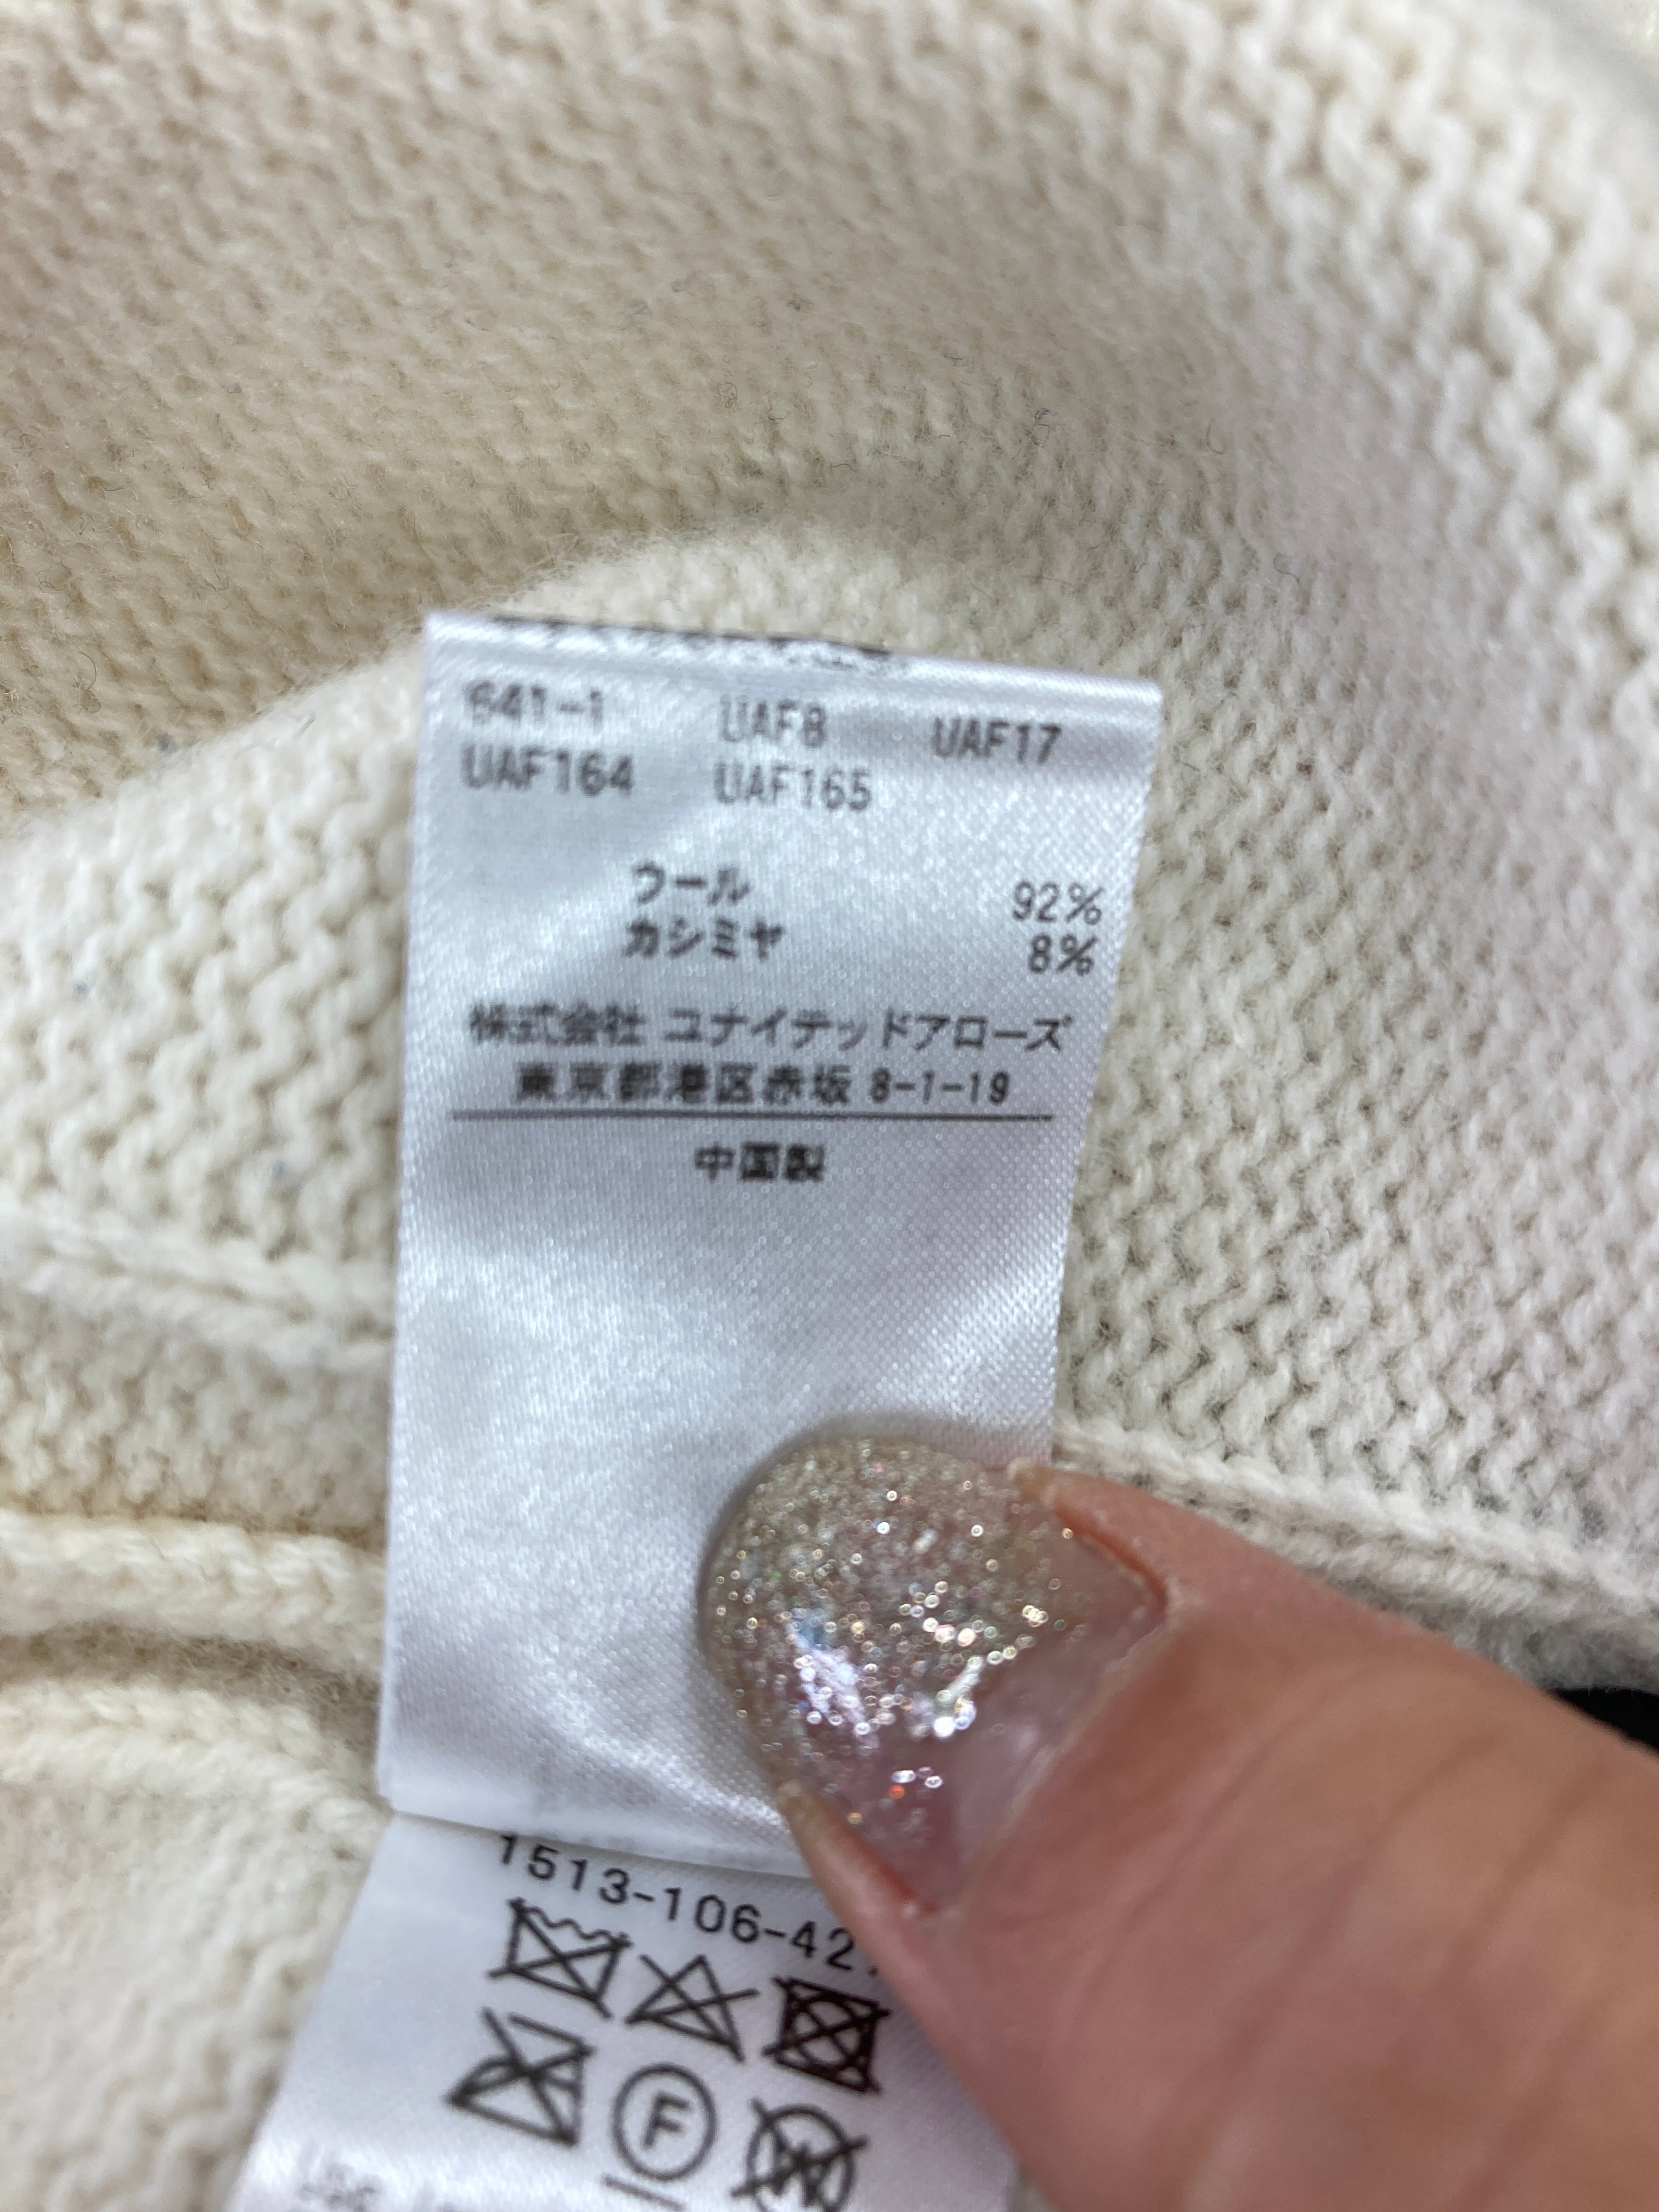 641-1 UAF8 UAF17
UAF164 UAF165
ウール 92%
カシミヤ 8%
株式会社 ユナイテッドアローズ
東京都港区赤坂 8-1-19
中国製
1513-106-42
F
W